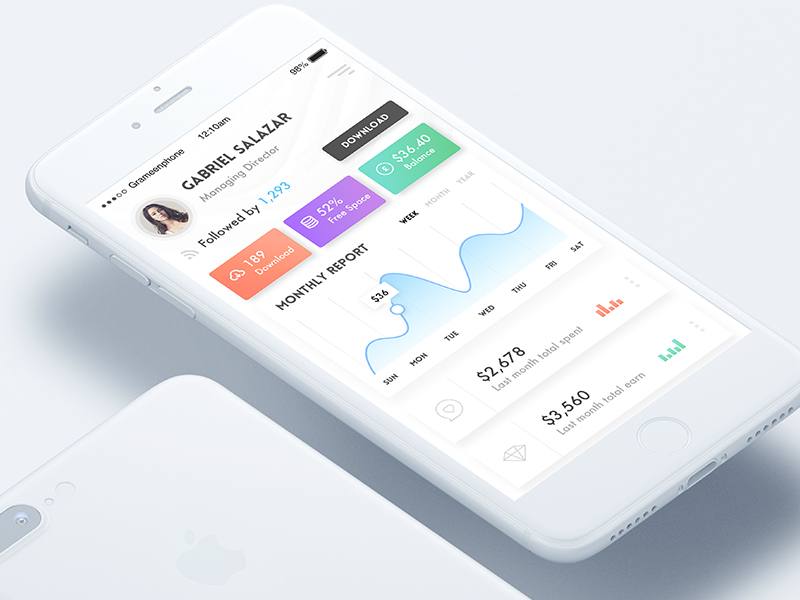 Grameenphone 12:10am 98%
GABRIEL SALAZAR
Managing Director
DOWNLOAD
Followed by 1,293
189
Download
52%
Free Space
$36.40
Balance
MONTHLY REPORT
WEEK MONTH YEAR
$36
SUN MON TUE WED THU FRI SAT
$2,678
Last month total spent
$3,560
Last month total earn